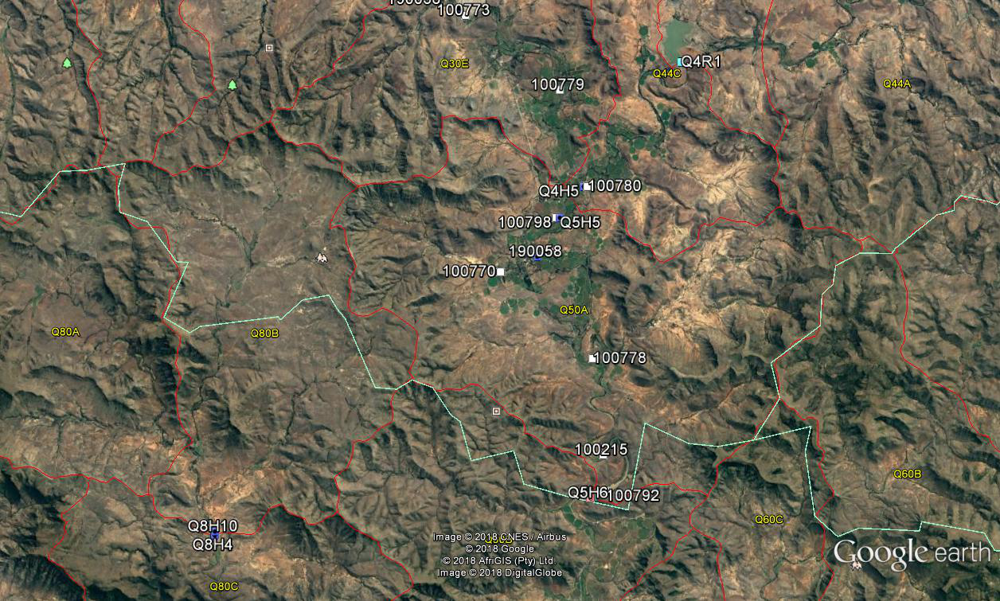 100773
Q30E
Q4R1
Q44C
100779
Q44A
Q4H5
100780
100798
Q5H5
190058
100770
Q50A
Q80A
Q80B
100778
100215
Q60B
Q5H6
100792
Q60C
Q8H10
Q8H4
Image © 2018 CNES / Airbus
© 2018 Google
© 2018 AfriGIS (Pty) Ltd.
Image © 2018 DigitalGlobe
Google earth
Q80C